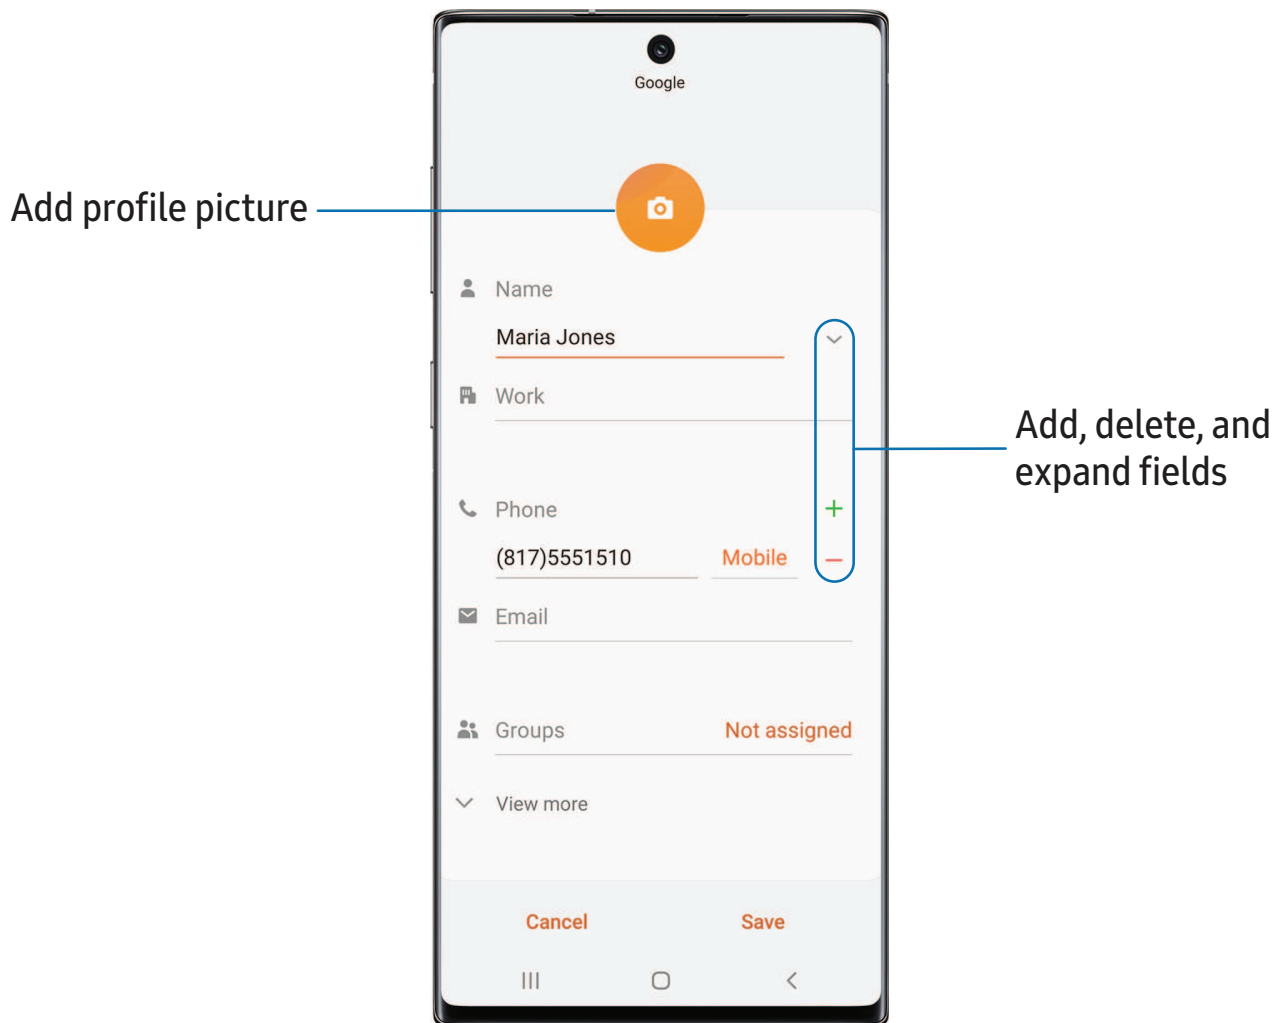 Google
Add profile picture
Name
Maria Jones
Work
Add, delete, and
expand fields
Phone
(817)5551510 Mobile
Email
Groups Not assigned
View more
Cancel Save